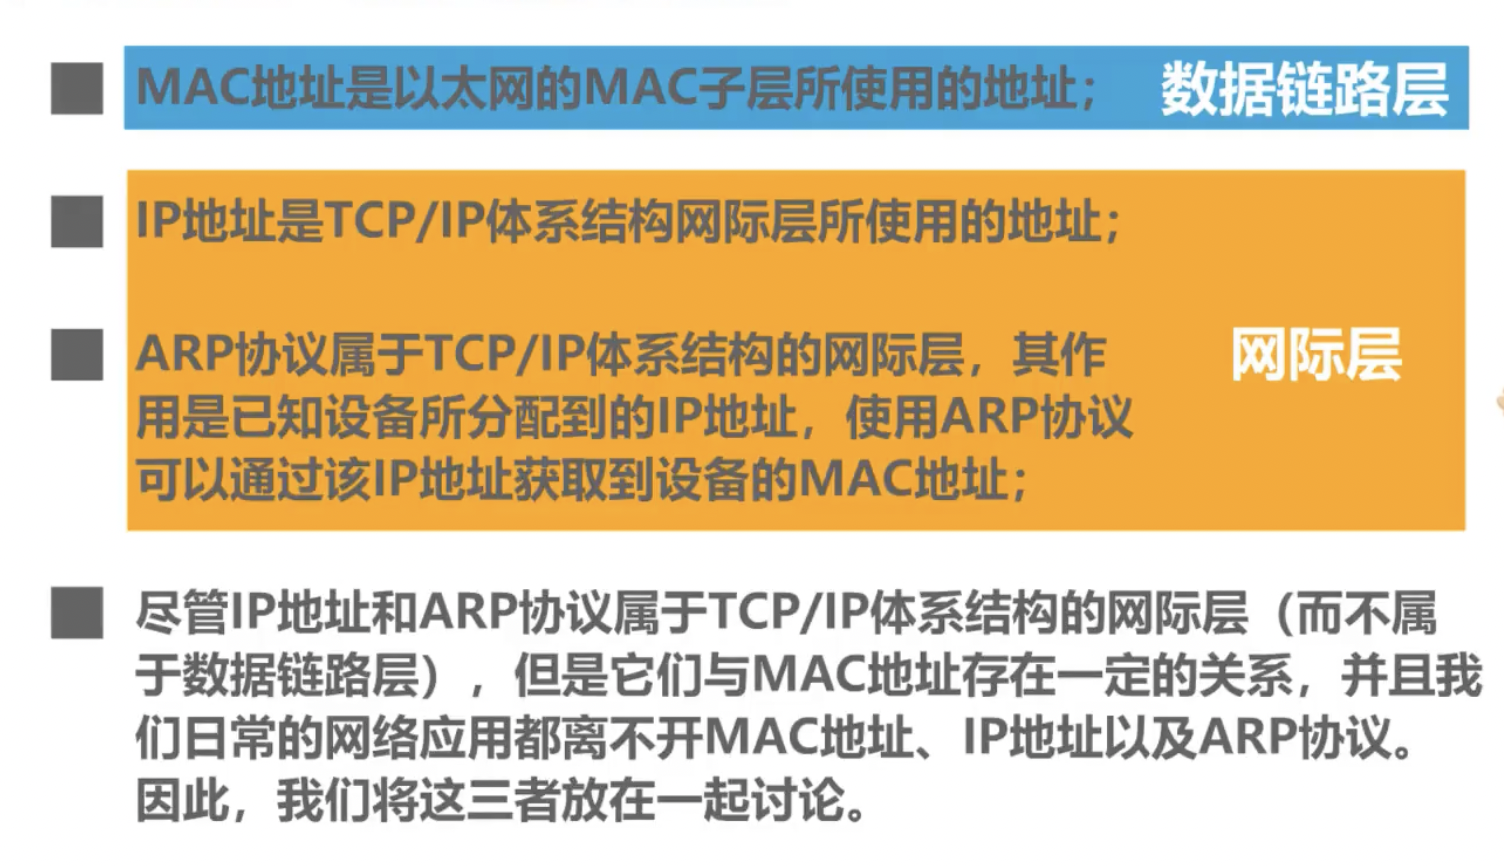 MAC地址是以太网的MAC子层所使用的地址； 数据链路层
IP地址是TCP/IP体系结构网际层所使用的地址；
ARP协议属于TCP/IP体系结构的网际层，其作 网际层
用是已知设备所分配到的IP地址，使用ARP协议
可以通过该IP地址获取到设备的MAC地址；
尽管IP地址和ARP协议属于TCP/IP体系结构的网际层（而不属
于数据链路层），但是它们与MAC地址存在一定的关系，并且我
们日常的网络应用都离不开MAC地址、IP地址以及ARP协议。
因此，我们将这三者放在一起讨论。